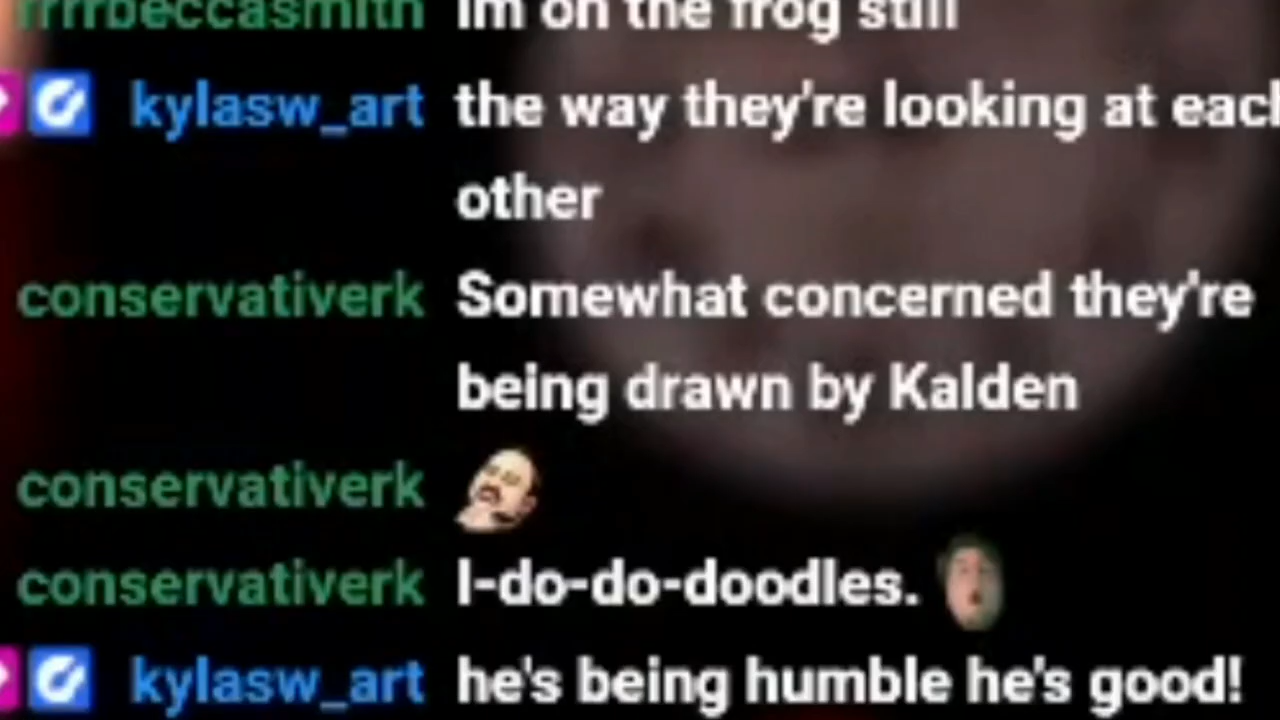 rrrrbeccasmith im on the frog still
kylasw_art the way they're looking at each
other
conservativerk Somewhat concerned they're
being drawn by Kalden
conservativerk
conservativerk I-do-do-doodles.
kylasw_art he's being humble he's good!